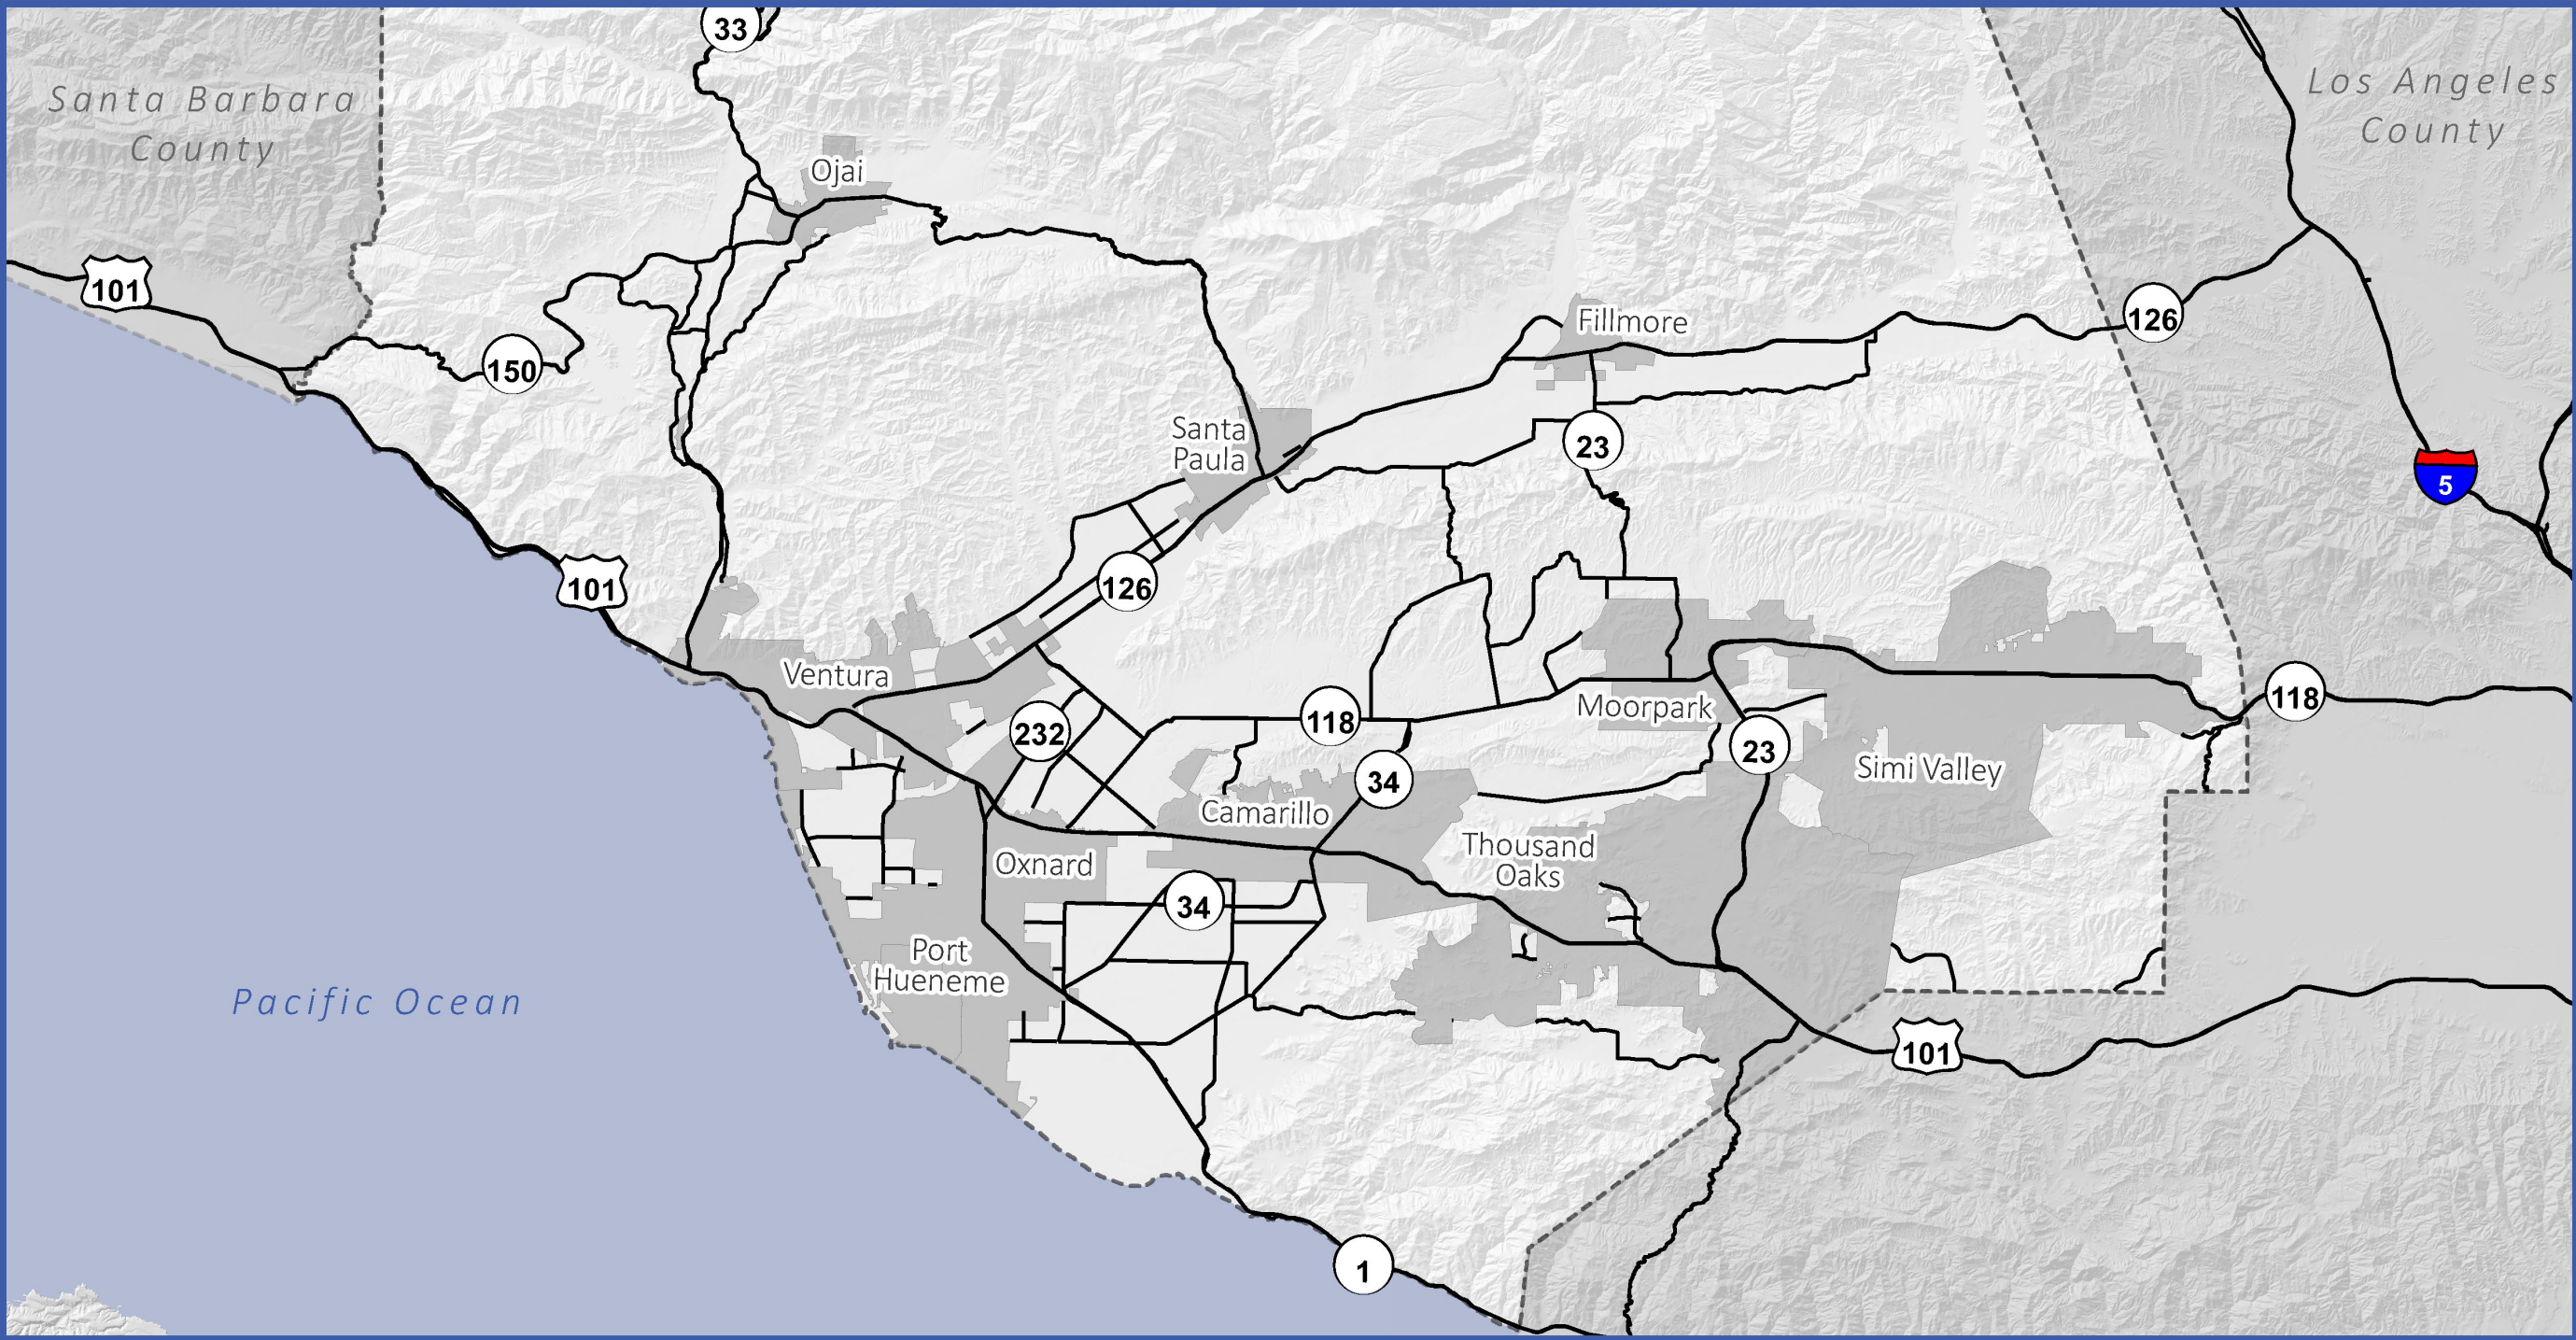 33
Santa Barbara
County
Los Angeles
County
Ojai
101
126
Fillmore
150
Santa
Paula
23
5
101
126
Ventura
118
Moorpark
118
232
23
34
Simi Valley
Camarillo
Thousand
Oaks
Oxnard
34
Port
Hueneme
Pacific Ocean
101
1